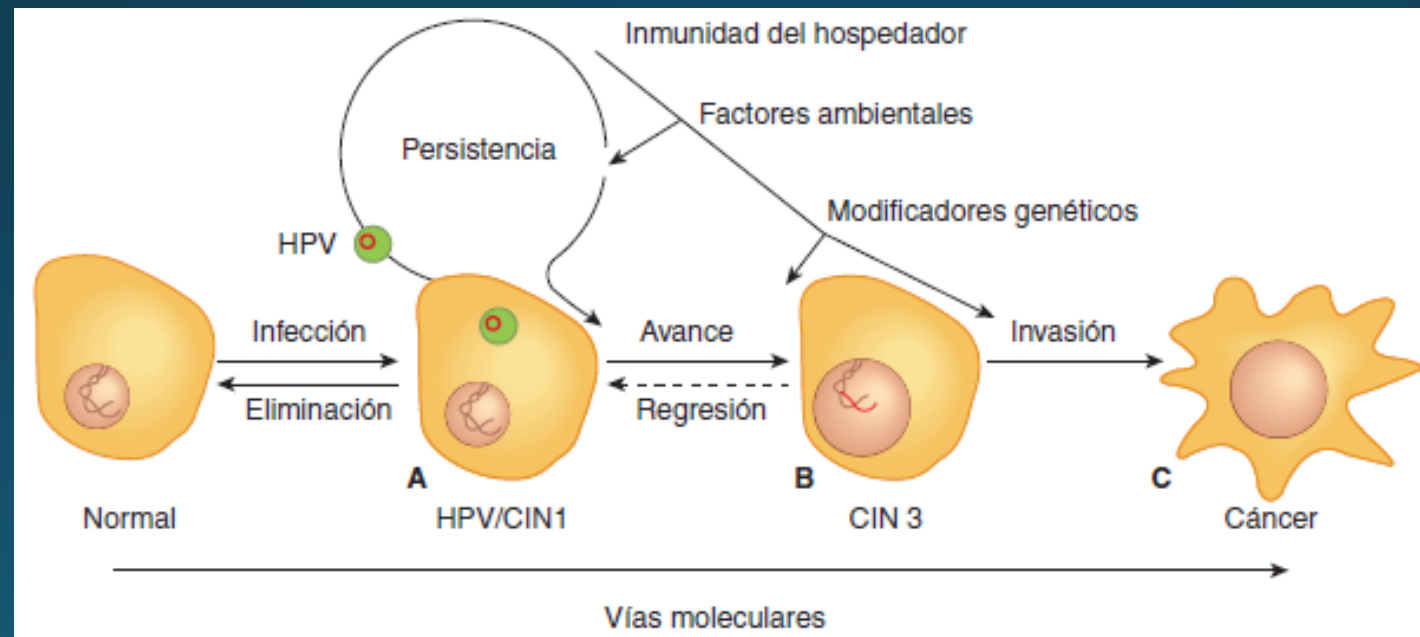 Inmunidad del hospedador
Factores ambientales
Persistencia
Modificadores genéticos
HPV
Infección
Avance
Invasión
Eliminación
Regresión
A
B
C
Normal
HPV/CIN1
CIN 3
Cáncer
Vías moleculares